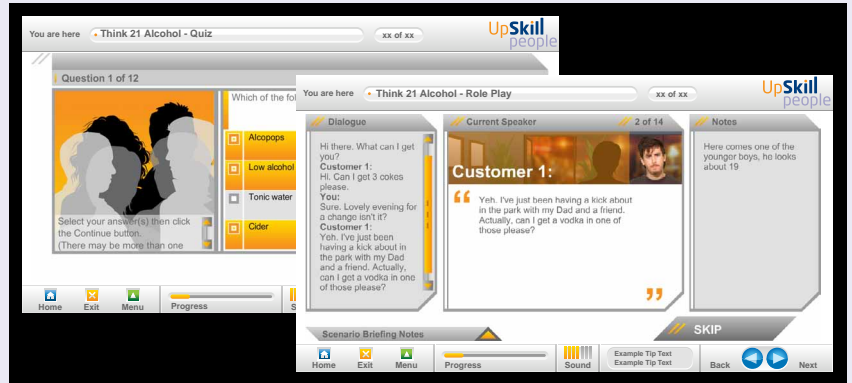 You are here
Think 21 Alcohol - Quiz
xx of xx
UpSkill
people
Question 1 of 12
Which of the fol
Alcopops
Low alcohol
Tonic water
Cider
Select your answer(s) then click
the Continue button.
(There may be more than one
Home
Exit
Menu
Progress
S
You are here
Think 21 Alcohol - Role Play
xx of xx
UpSkill
people
Dialogue
Hi there. What can I get
you?
Customer 1:
Hi. Can I get 3 cokes
please.
You:
Sure. Lovely evening for
a change isn't it?
Customer 1:
Yeh. I've just been
having a kick about in
the park with my Dad
and a friend. Actually,
can I get a vodka in one
of those please?
Current Speaker
2 of 14
Customer 1:
“
Yeh. I've just been having a kick about
in the park with my Dad and a friend.
Actually, can I get a vodka in one of
those please?
”
Notes
Here comes one of the
younger boys, he looks
about 19
Scenario Briefing Notes
SKIP
Home
Exit
Menu
Progress
Sound
Example Tip Text
Example Tip Text
Back
Next